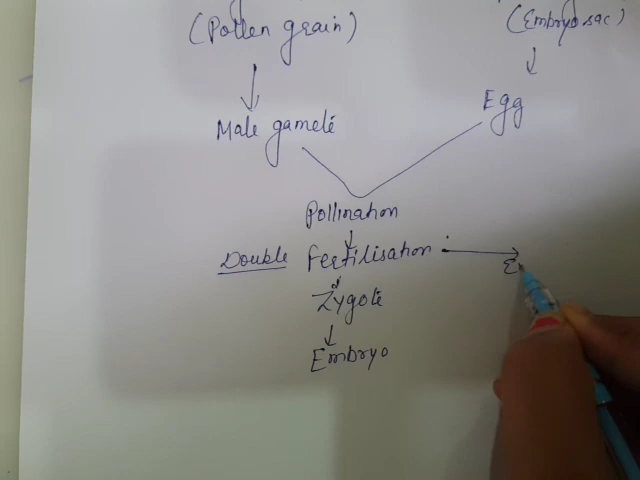 (Pollen grain)
(Embryo sac)
Male gamete
Egg
Pollination
Double Fertilisation
Zygote
Embryo